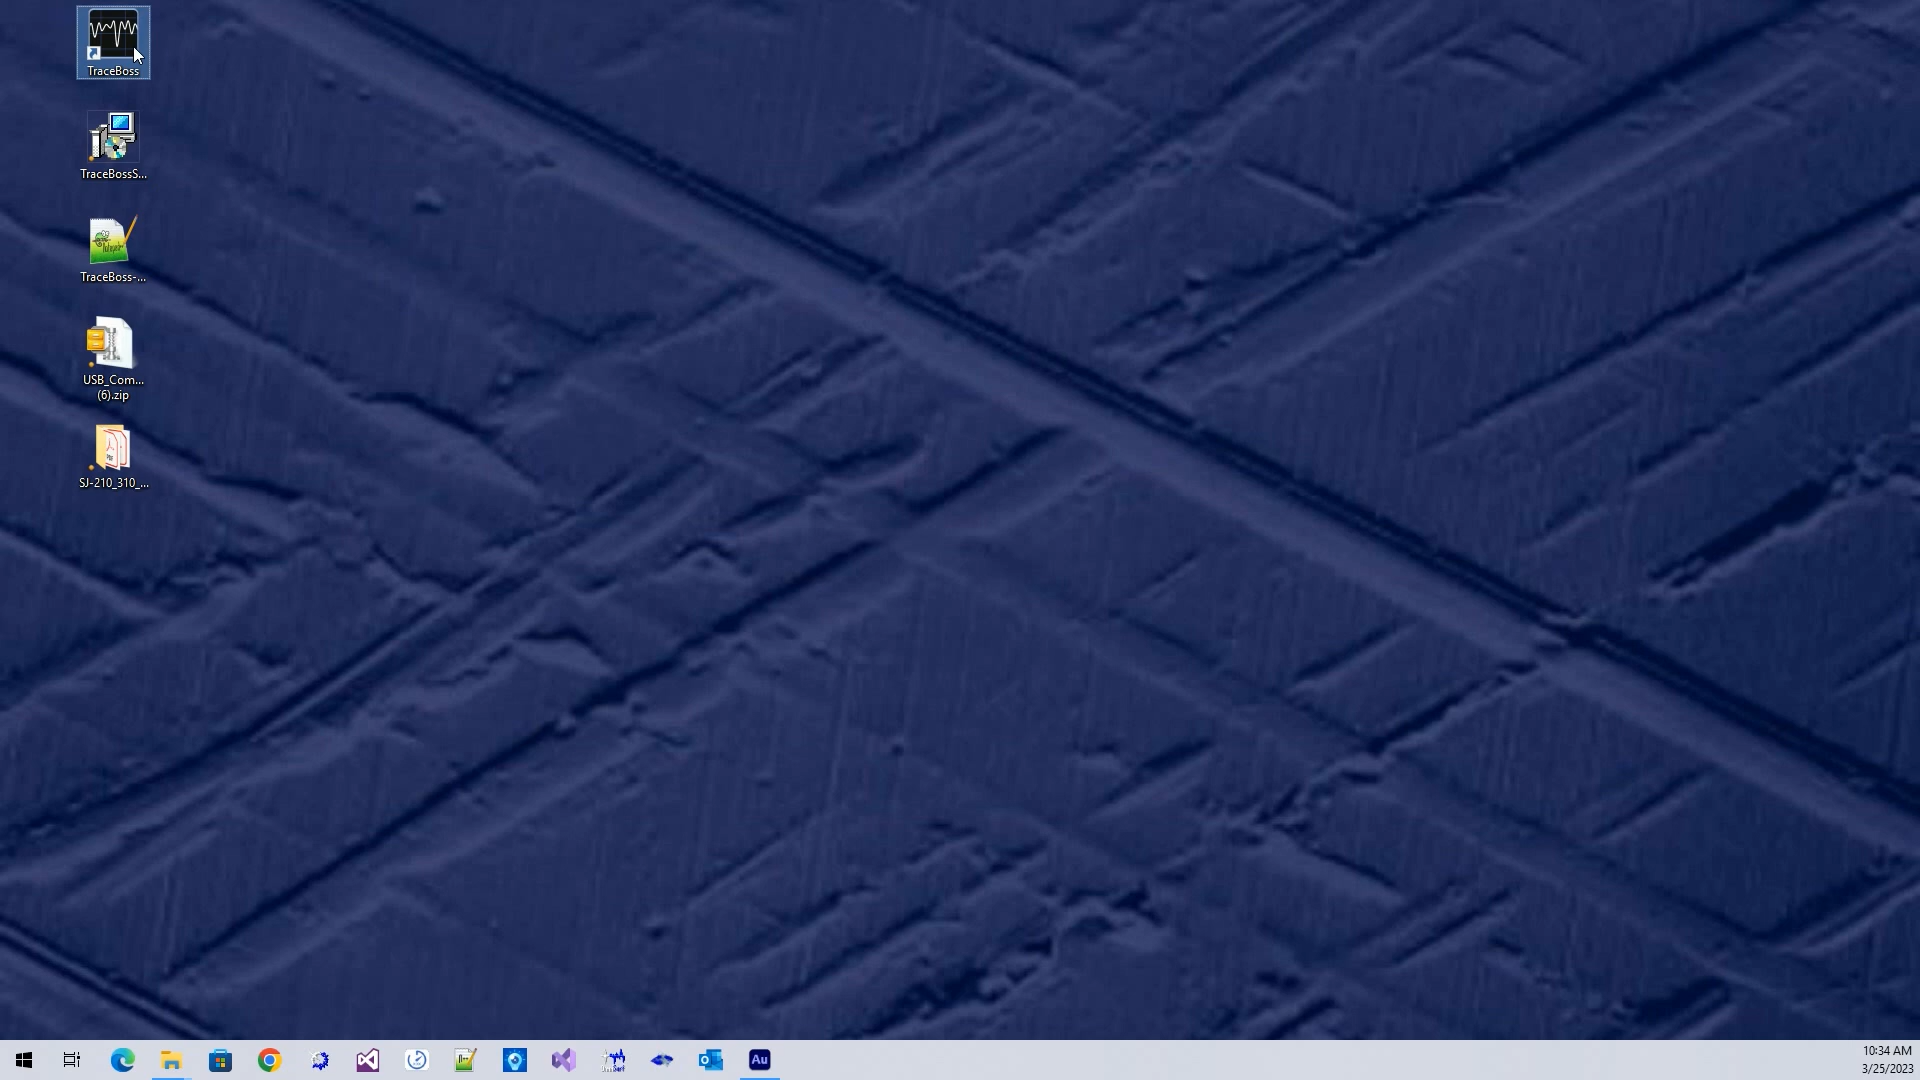 TraceBoss
TraceBossS...
TraceBoss-...
USB_Com...
(6).zip
SJ-210_310_...
Au
10:34 AM
3/25/2023